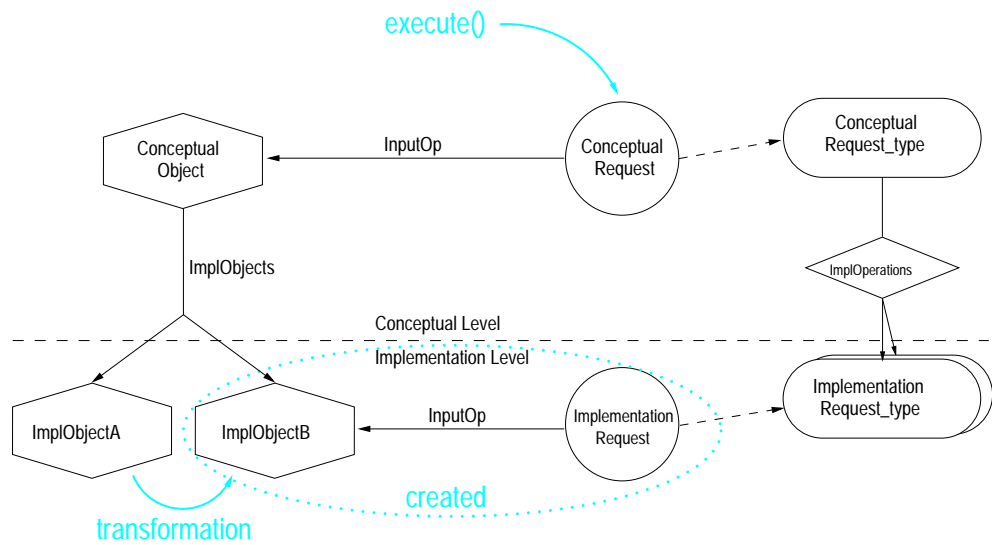 execute()
Conceptual
Object
InputOp
Conceptual
Request
Conceptual
Request_type
ImplObjects
ImplOperations
Conceptual Level
Implementation Level
ImplObjectA
ImplObjectB
InputOp
Implementation
Request
Implementation
Request_type
created
transformation